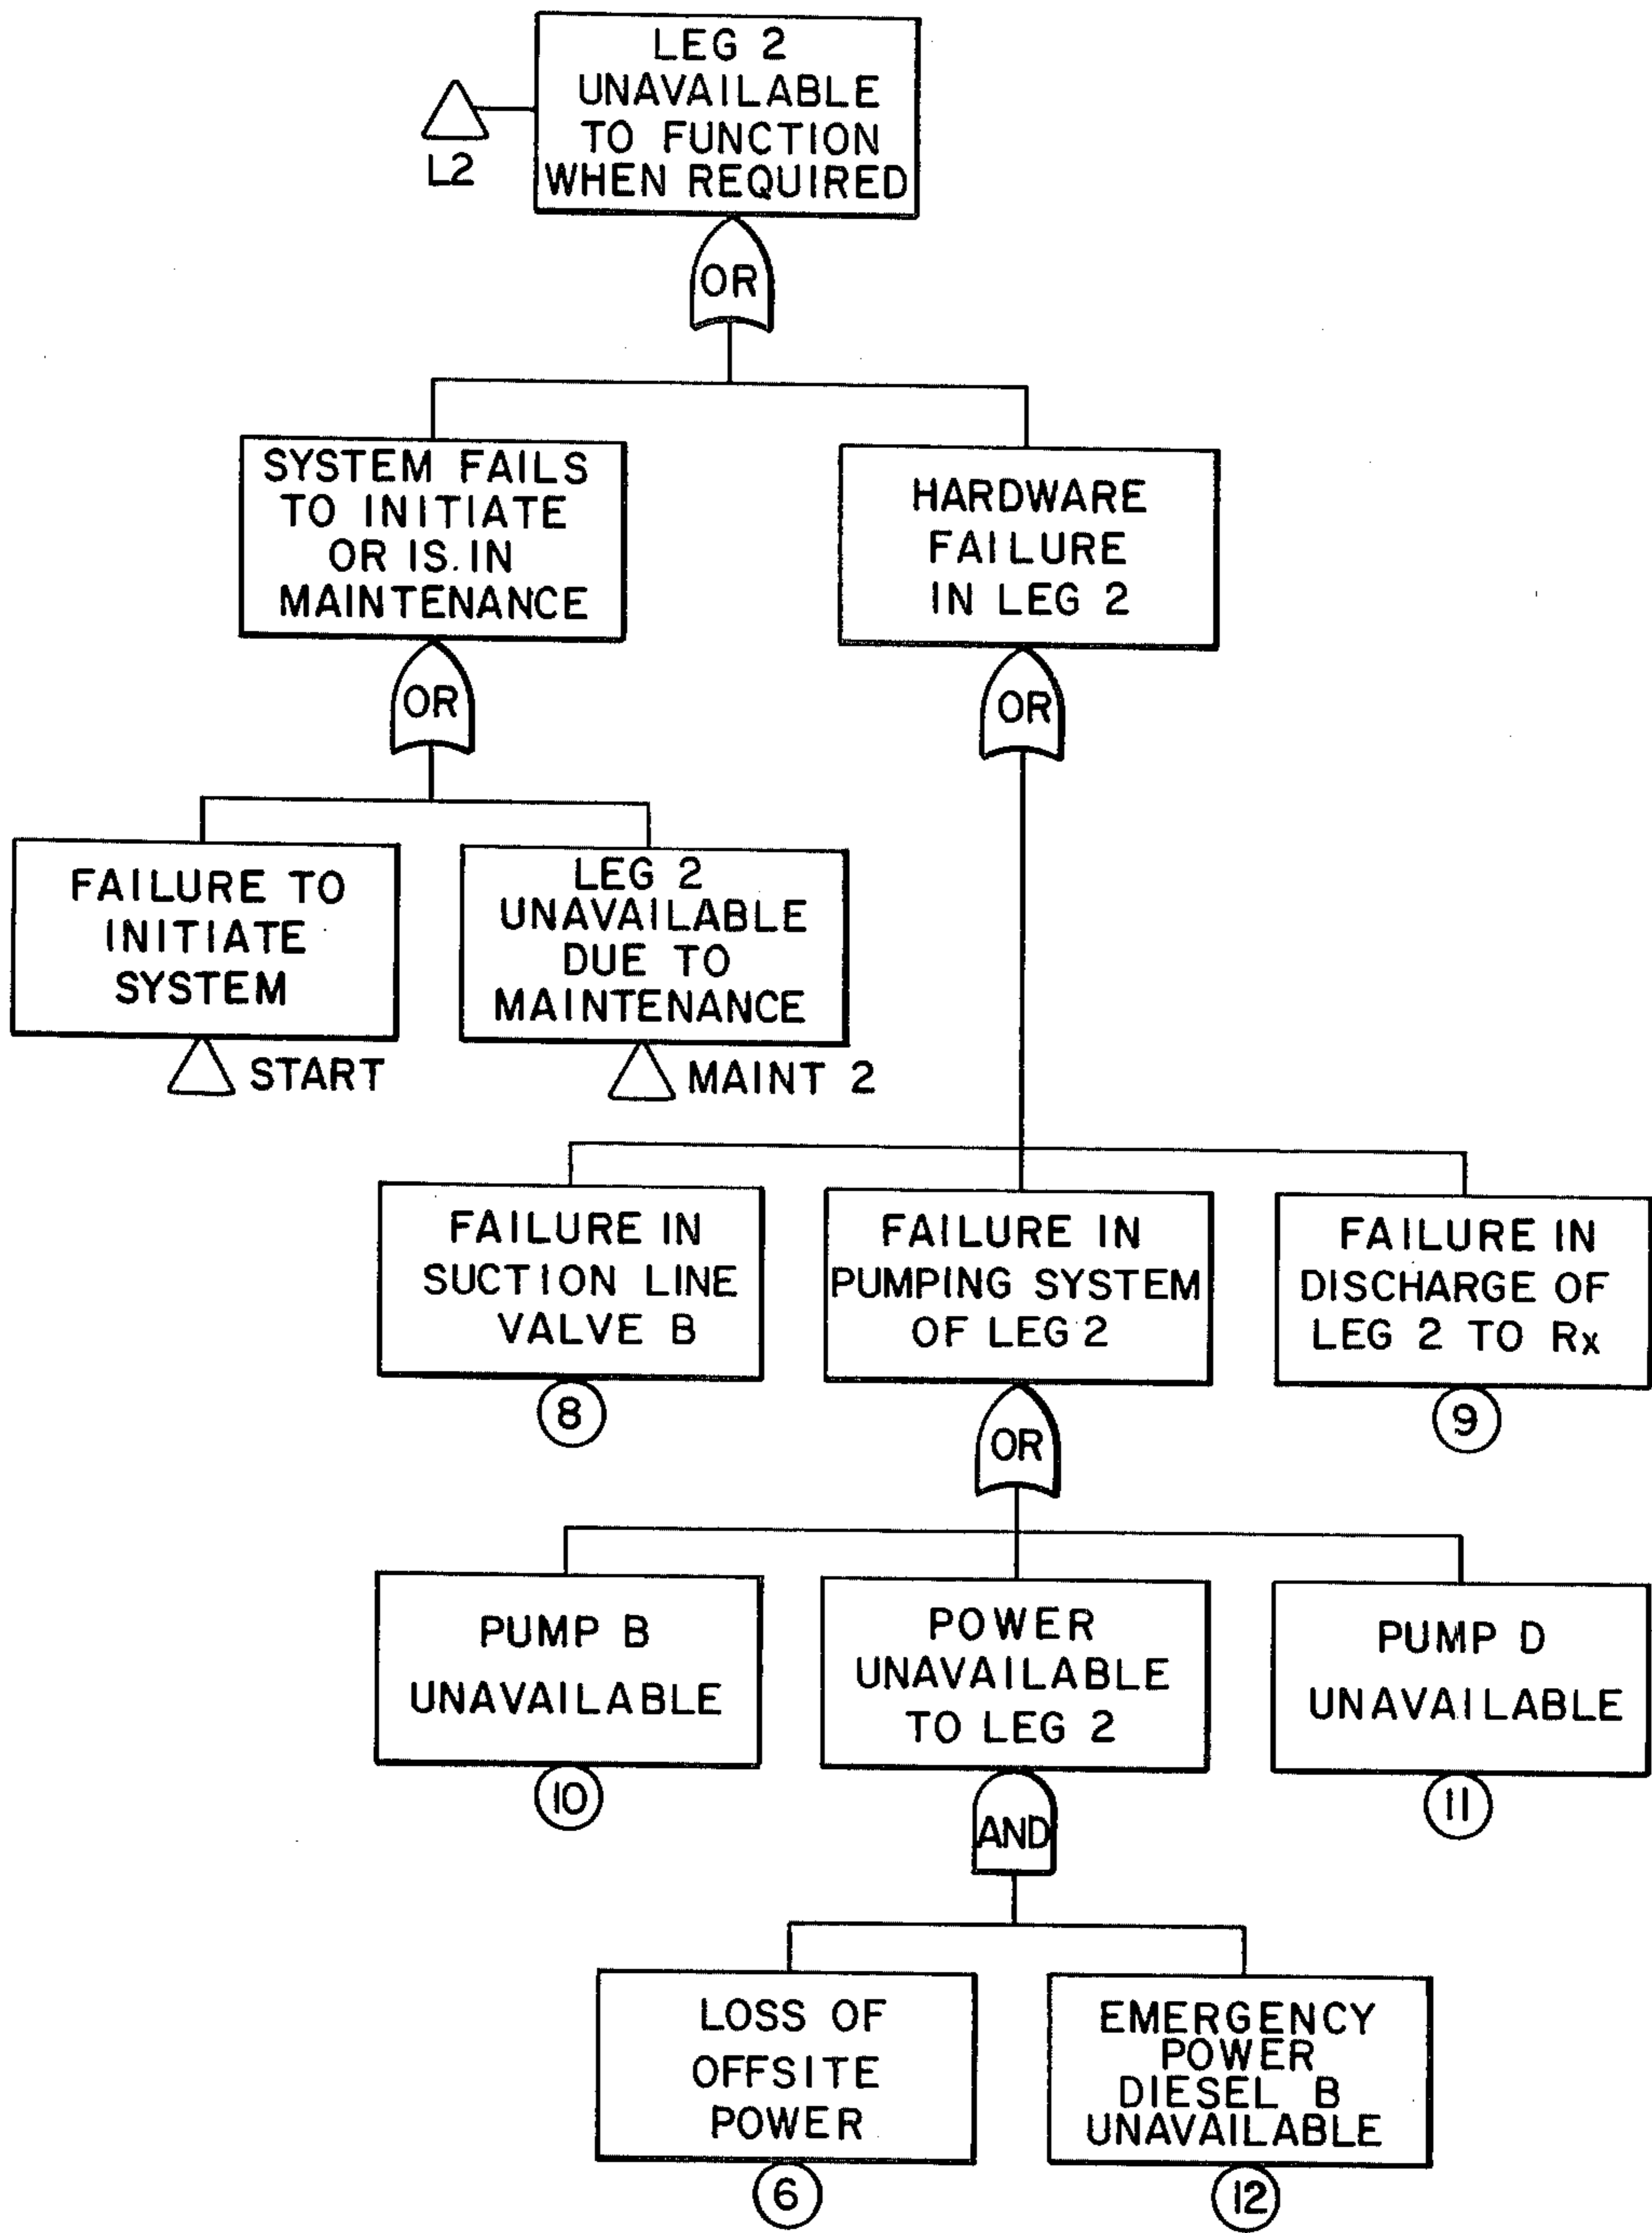 LEG 2
UNAVAILABLE
TO FUNCTION
WHEN REQUIRED
L2
OR
SYSTEM FAILS
TO INITIATE
OR IS IN
MAINTENANCE
HARDWARE
FAILURE
IN LEG 2
OR
OR
FAILURE TO
INITIATE
SYSTEM
START
LEG 2
UNAVAILABLE
DUE TO
MAINTENANCE
MAINT 2
FAILURE IN
SUCTION LINE
VALVE B
8
FAILURE IN
PUMPING SYSTEM
OF LEG 2
FAILURE IN
DISCHARGE OF
LEG 2 TO Rx
9
OR
PUMP B
UNAVAILABLE
10
POWER
UNAVAILABLE
TO LEG 2
PUMP D
UNAVAILABLE
11
AND
LOSS OF
OFFSITE
POWER
6
EMERGENCY
POWER
DIESEL B
UNAVAILABLE
12